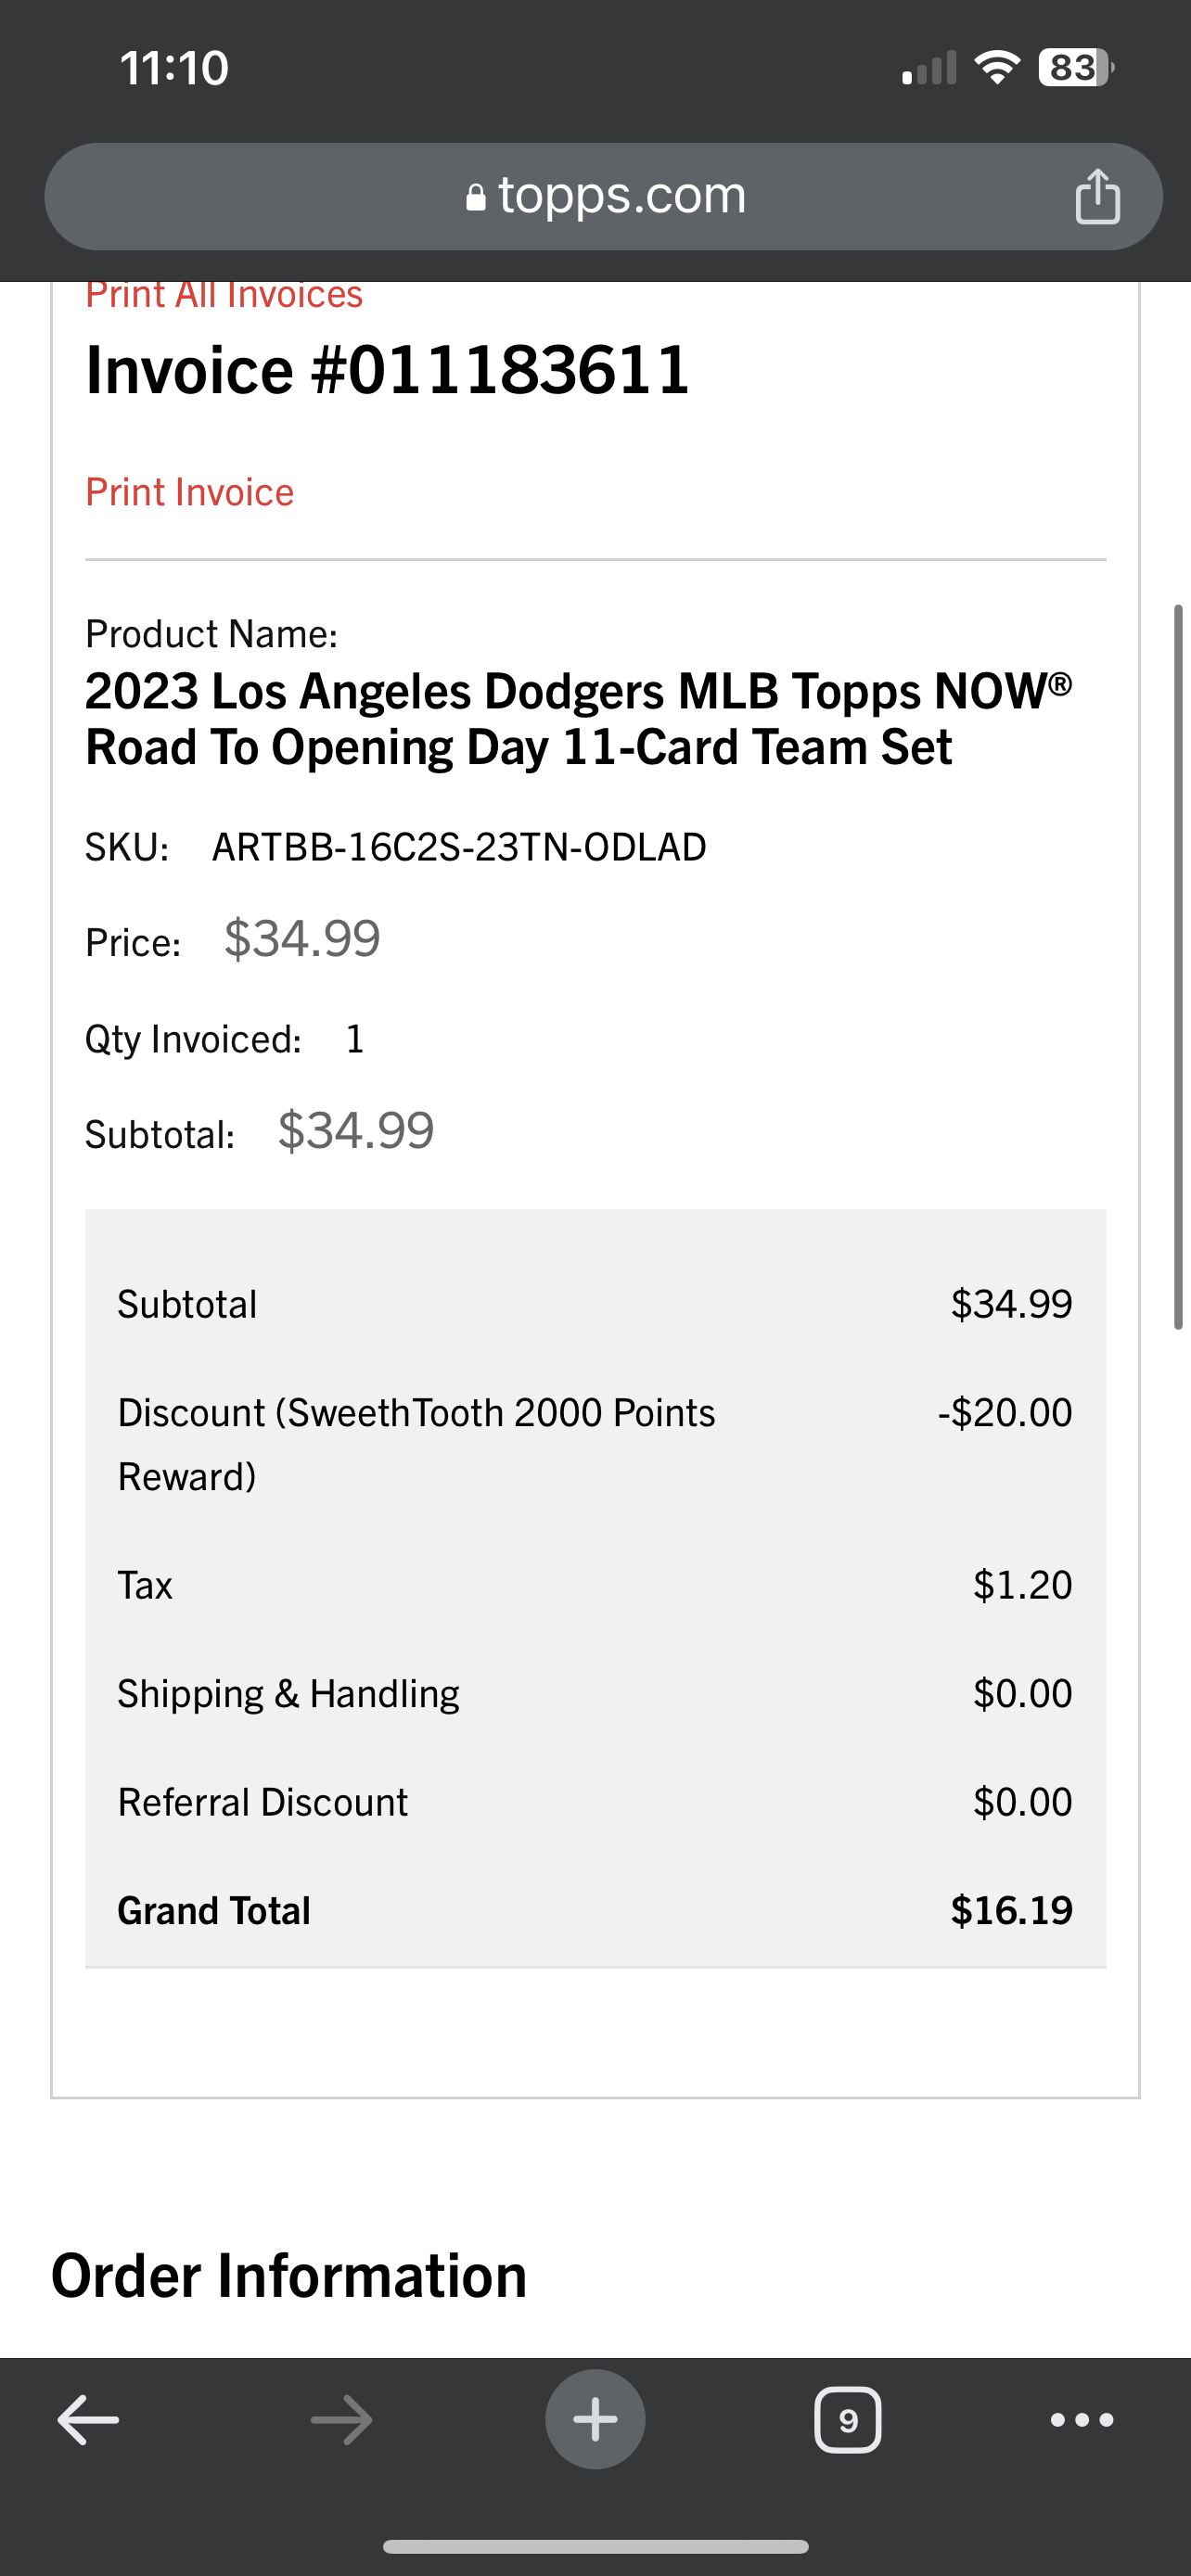 11:10
83
topps.com
Print All Invoices
Invoice #011183611
Print Invoice
Product Name:
2023 Los Angeles Dodgers MLB Topps NOW®
Road To Opening Day 11-Card Team Set
SKU: ARTBB-16C2S-23TN-ODLAD
Price: $34.99
Qty Invoiced: 1
Subtotal: $34.99
Subtotal $34.99
Discount (SweethTooth 2000 Points -$20.00
Reward)
Tax $1.20
Shipping & Handling $0.00
Referral Discount $0.00
Grand Total $16.19
Order Information
9